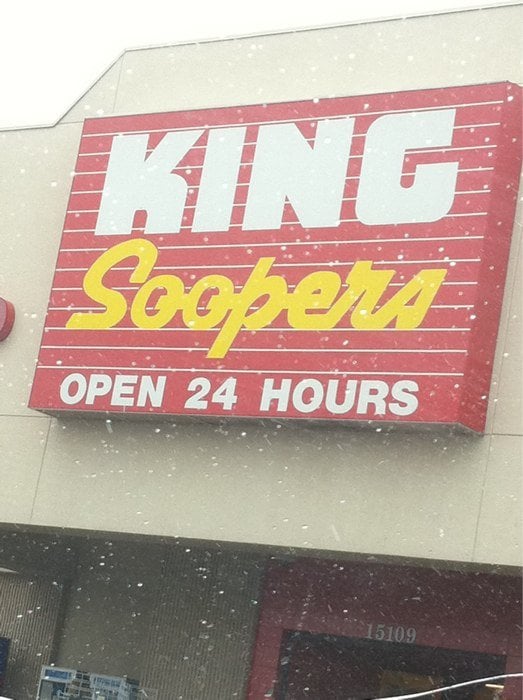 KING
Soopers
OPEN 24 HOURS
15109